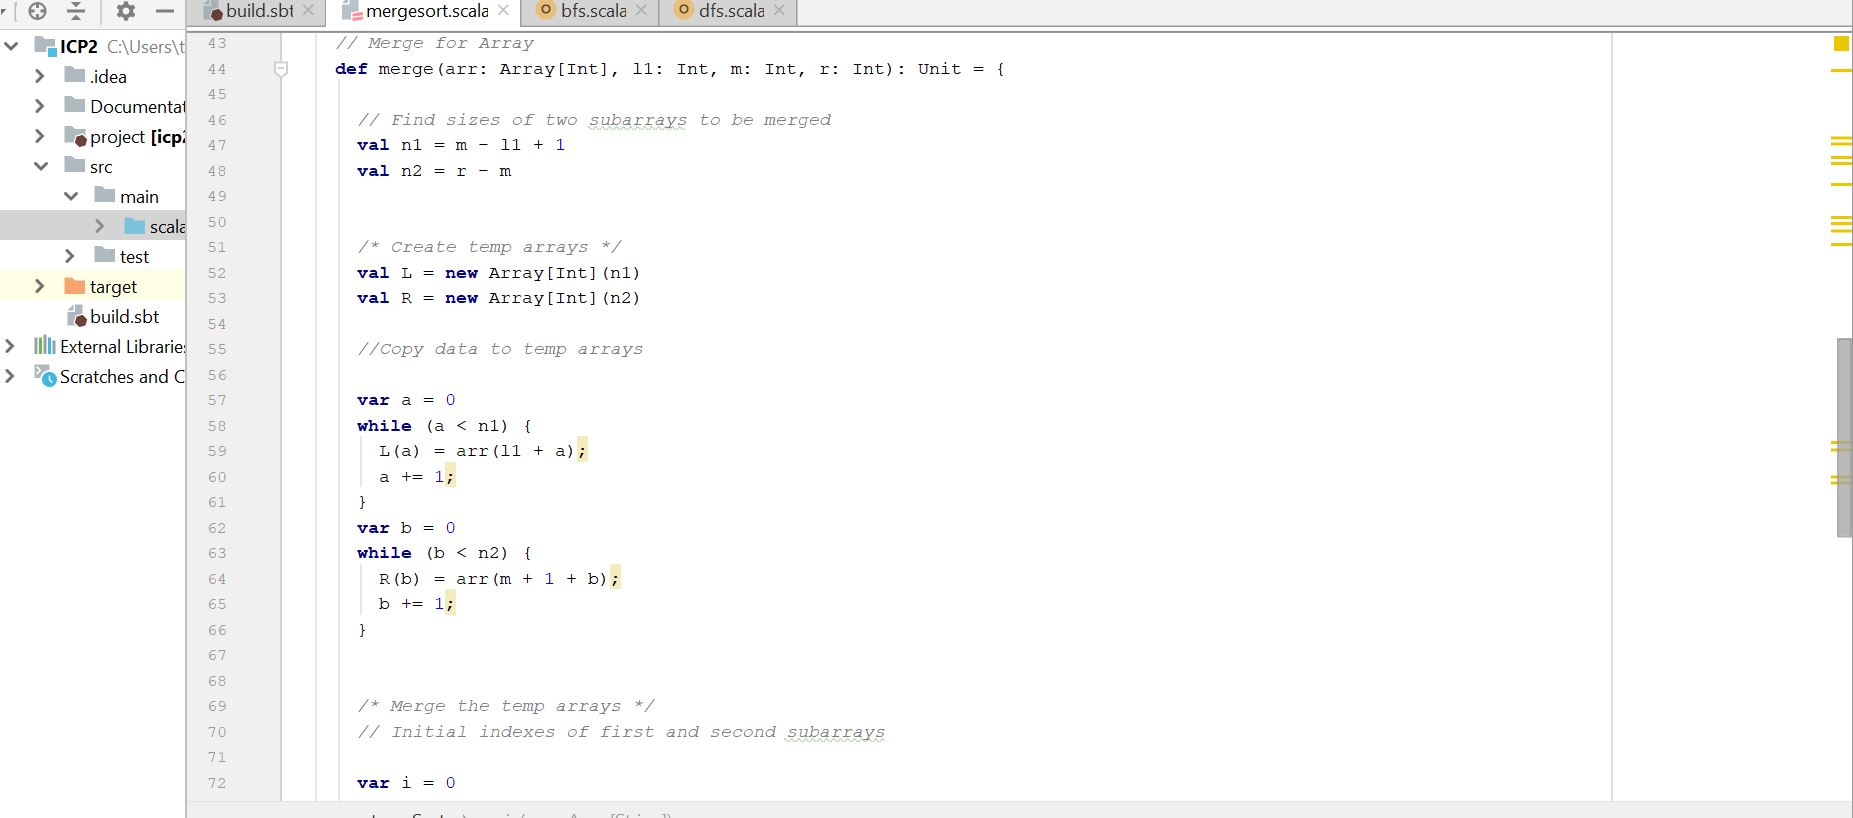 build.sbt
mergesort.scala
bfs.scala
dfs.scala
ICP2 C:\Users\t
.idea
Documentat
project [icp2
src
main
scala
test
target
build.sbt
External Libraries
Scratches and C
43 // Merge for Array
44 def merge(arr: Array[Int], l1: Int, m: Int, r: Int): Unit = {
45
46 // Find sizes of two subarrays to be merged
47 val n1 = m - l1 + 1
48 val n2 = r - m
49
50
51 /* Create temp arrays */
52 val L = new Array[Int](n1)
53 val R = new Array[Int](n2)
54
55 //Copy data to temp arrays
56
57 var a = 0
58 while (a < n1) {
59 L(a) = arr(l1 + a);
60 a += 1;
61 }
62 var b = 0
63 while (b < n2) {
64 R(b) = arr(m + 1 + b);
65 b += 1;
66 }
67
68
69 /* Merge the temp arrays */
70 // Initial indexes of first and second subarrays
71
72 var i = 0